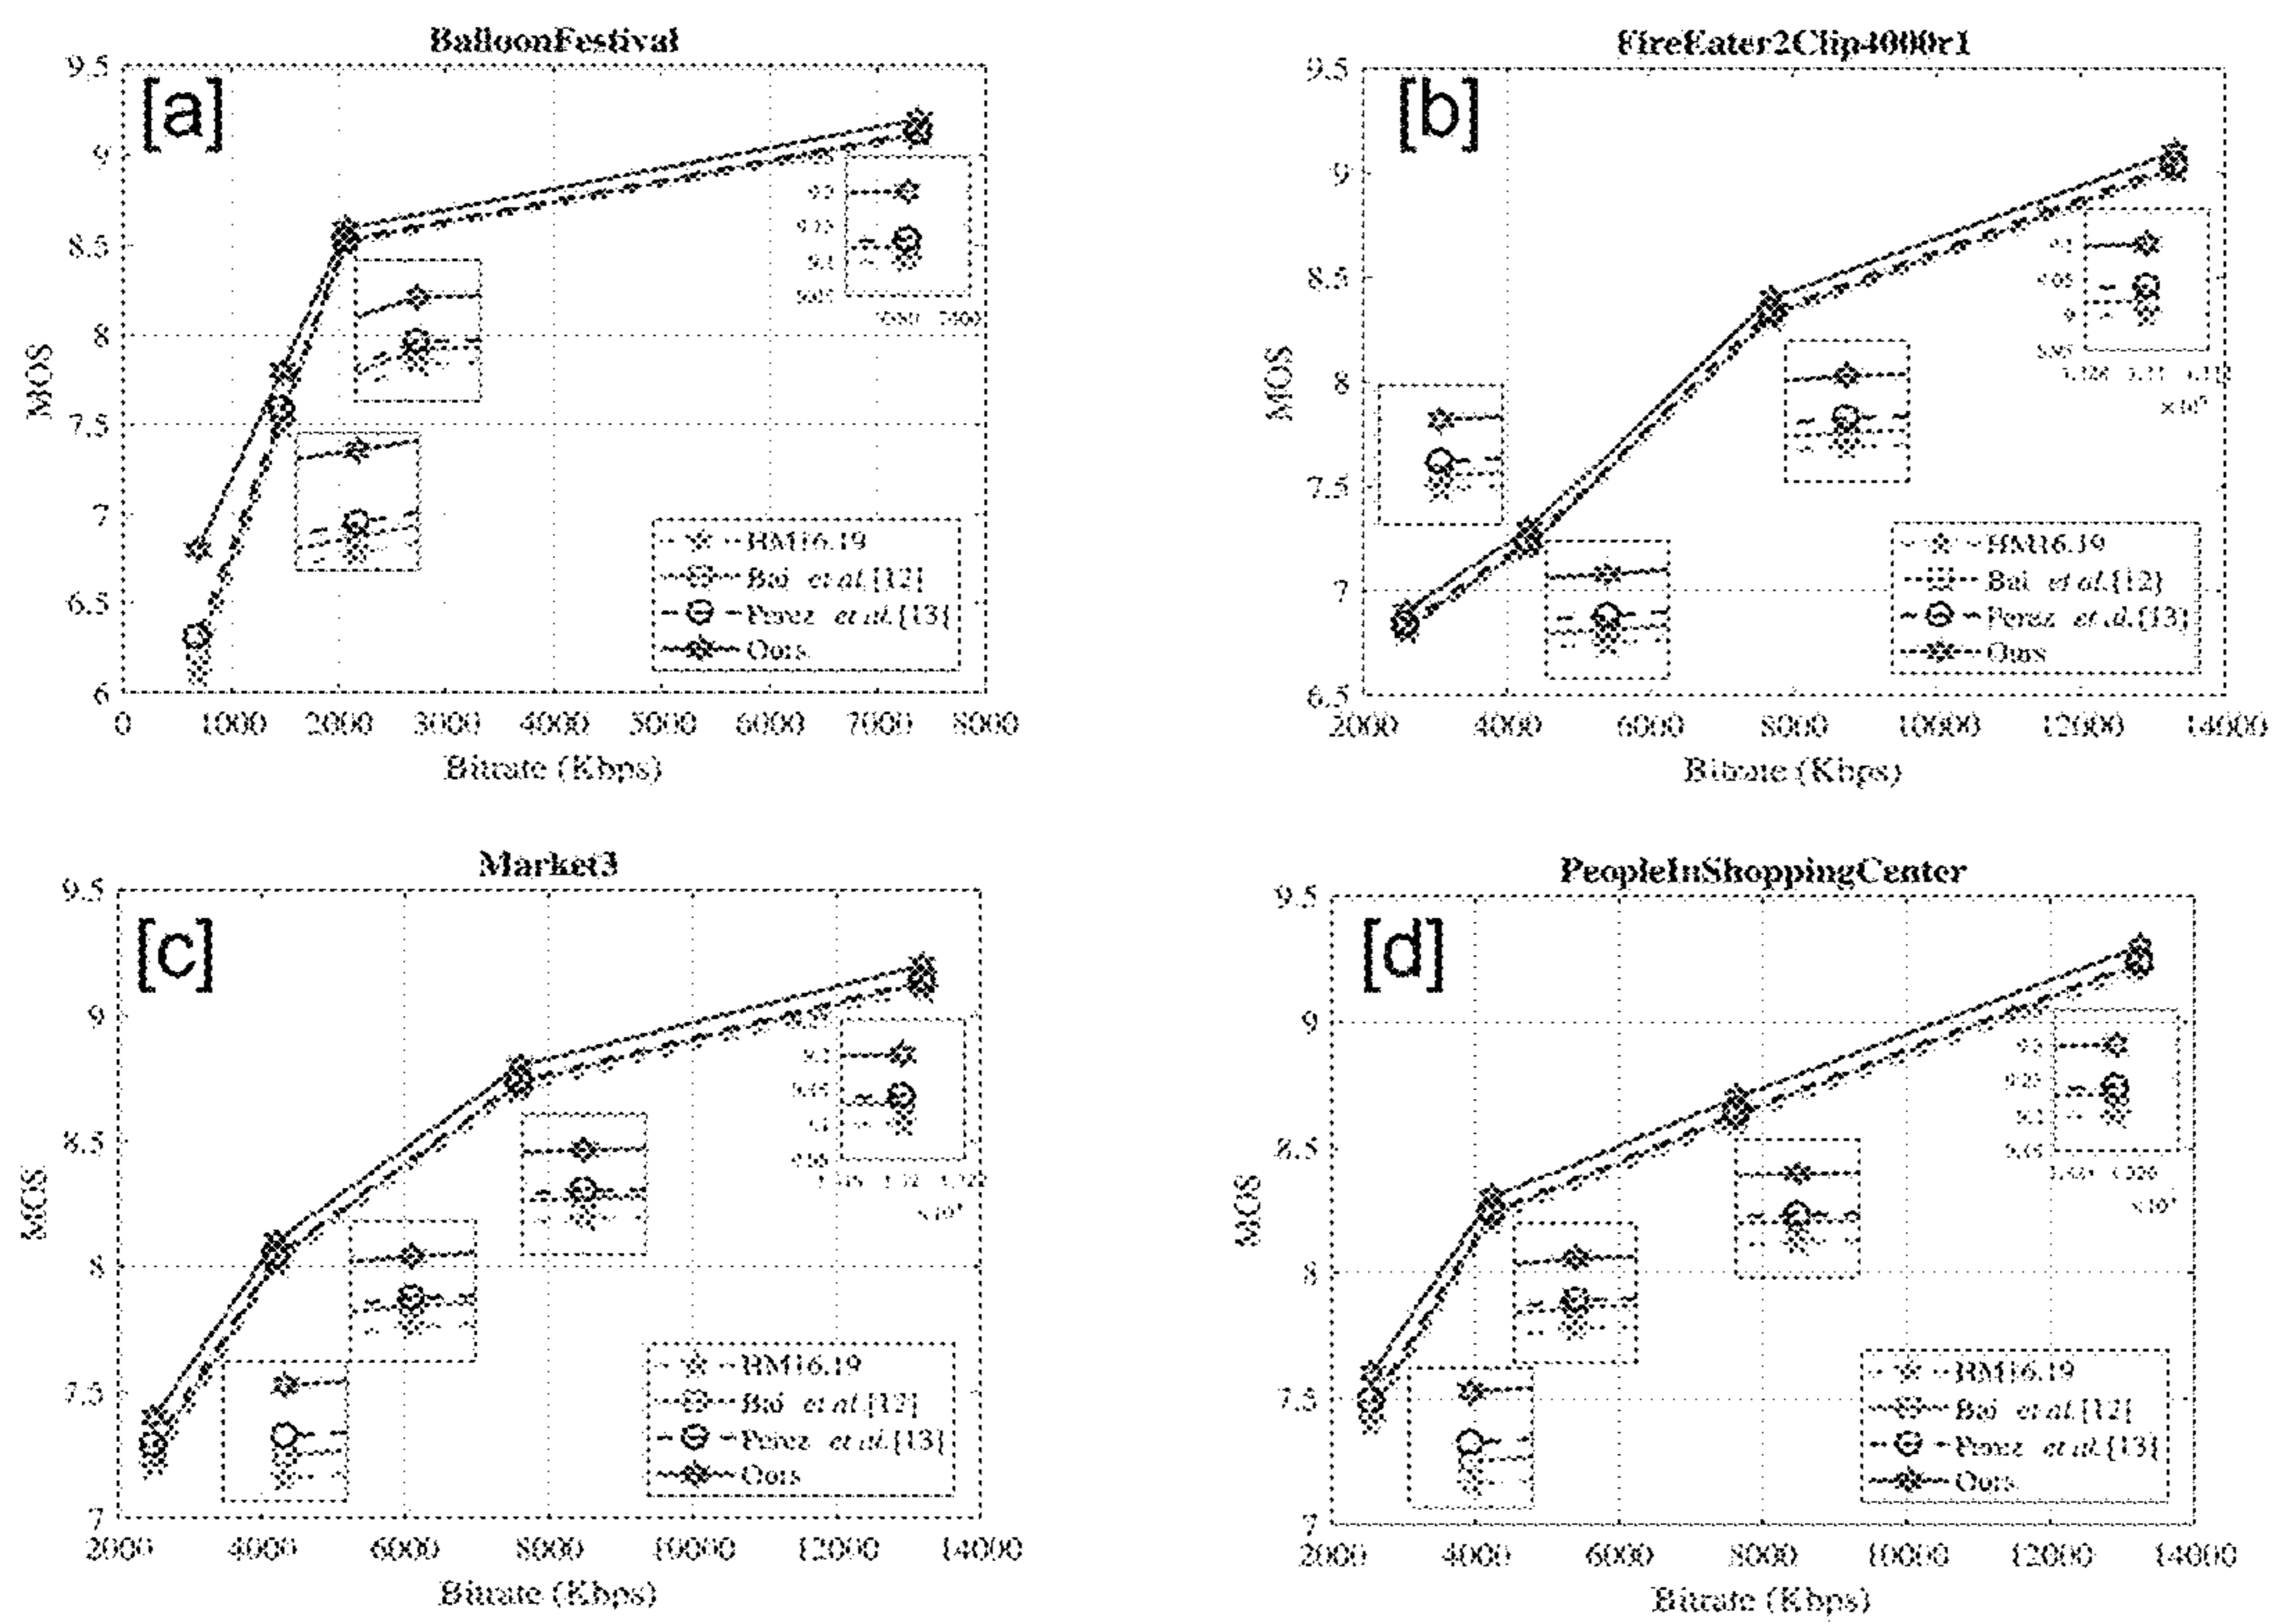 BalloonFestival
[a]
9.5
9
8.5
8
7.5
7
6.5
6
MOS
HM16.19
Bai et al.[12]
Perez et al.[13]
Ours
0 1000 2000 3000 4000 5000 6000 7000 8000
Bitrate (Kbps)
FireEater2Clip4000r1
[b]
9.5
9
8.5
8
7.5
7
6.5
MOS
HM16.19
Bai et al.[12]
Perez et al.[13]
Ours
2000 4000 6000 8000 10000 12000 14000
Bitrate (Kbps)
Market3
[c]
9.5
9
8.5
8
7.5
7
MOS
HM16.19
Bai et al.[12]
Perez et al.[13]
Ours
2000 4000 6000 8000 10000 12000 14000
Bitrate (Kbps)
PeopleInShoppingCenter
[d]
9.5
9
8.5
8
7.5
7
MOS
HM16.19
Bai et al.[12]
Perez et al.[13]
Ours
2000 4000 6000 8000 10000 12000 14000
Bitrate (Kbps)